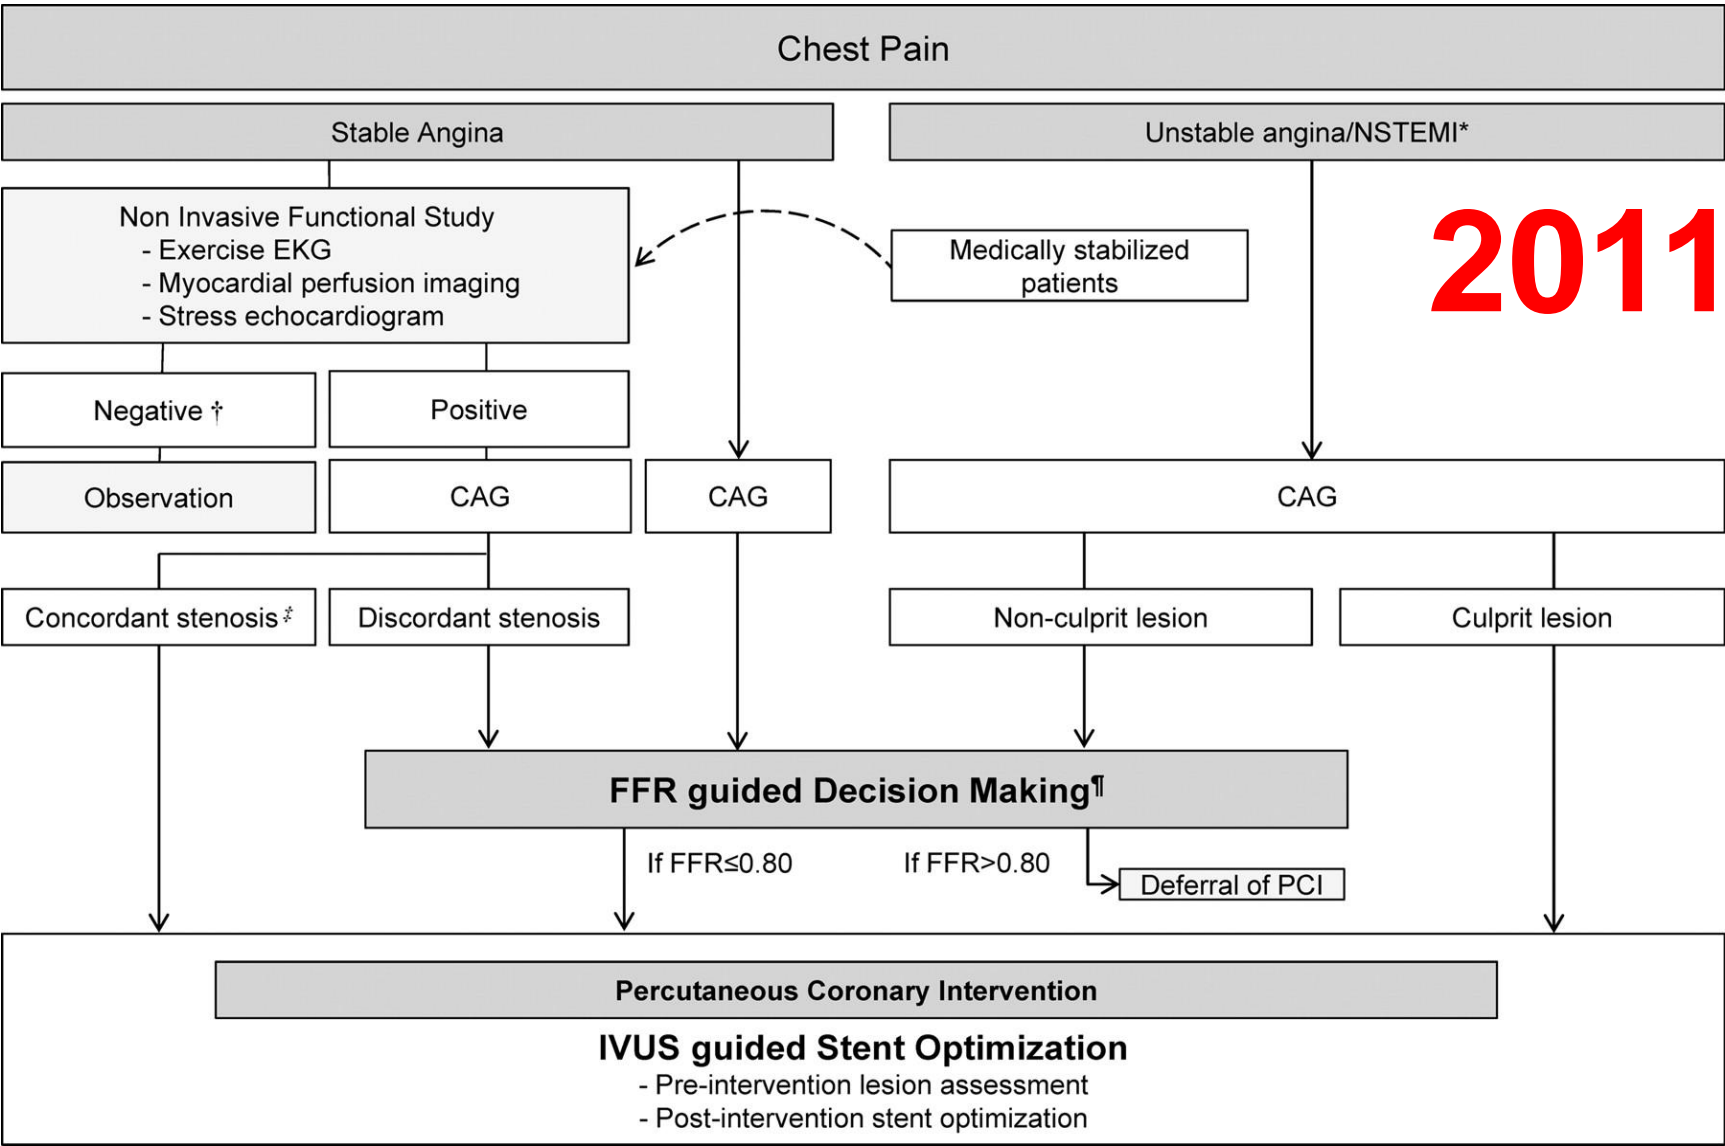 Chest Pain
Stable Angina
Unstable angina/NSTEMI*
Non Invasive Functional Study
- Exercise EKG
- Myocardial perfusion imaging
- Stress echocardiogram
Medically stabilized
patients
2011
Negative †
Positive
Observation
CAG
CAG
CAG
Concordant stenosis‡
Discordant stenosis
Non-culprit lesion
Culprit lesion
FFR guided Decision Making¶
If FFR≤0.80
If FFR>0.80
Deferral of PCI
Percutaneous Coronary Intervention
IVUS guided Stent Optimization
- Pre-intervention lesion assessment
- Post-intervention stent optimization